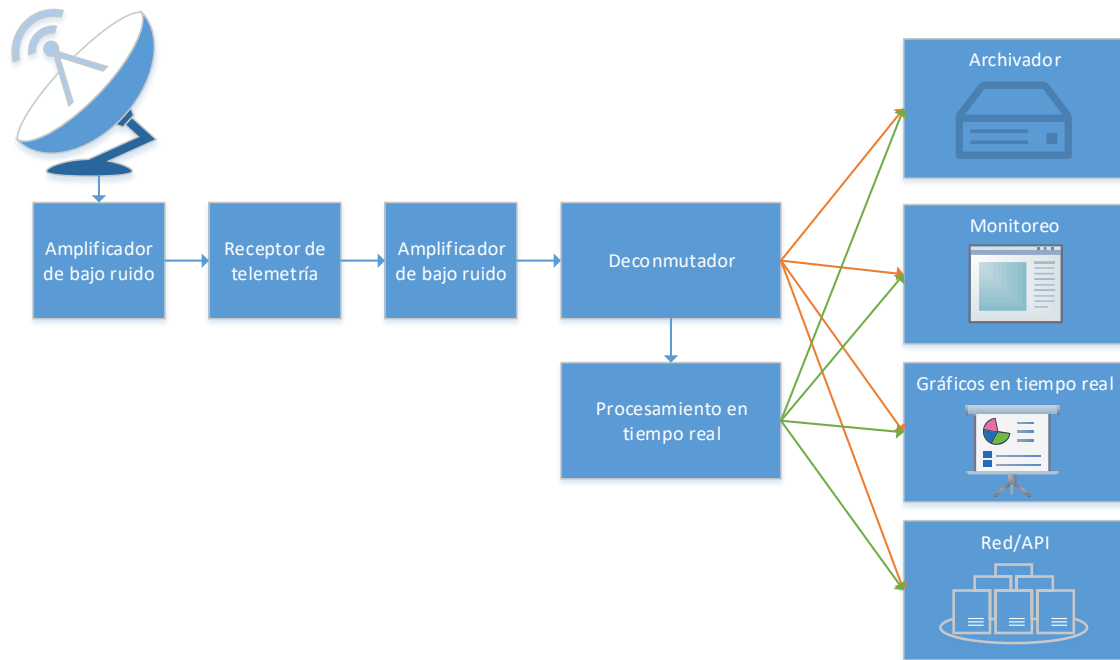 Archivador
Monitoreo
Amplificador
de bajo ruido
Receptor de
telemetría
Amplificador
de bajo ruido
Deconmutador
Gráficos en tiempo real
Procesamiento en
tiempo real
Red/API